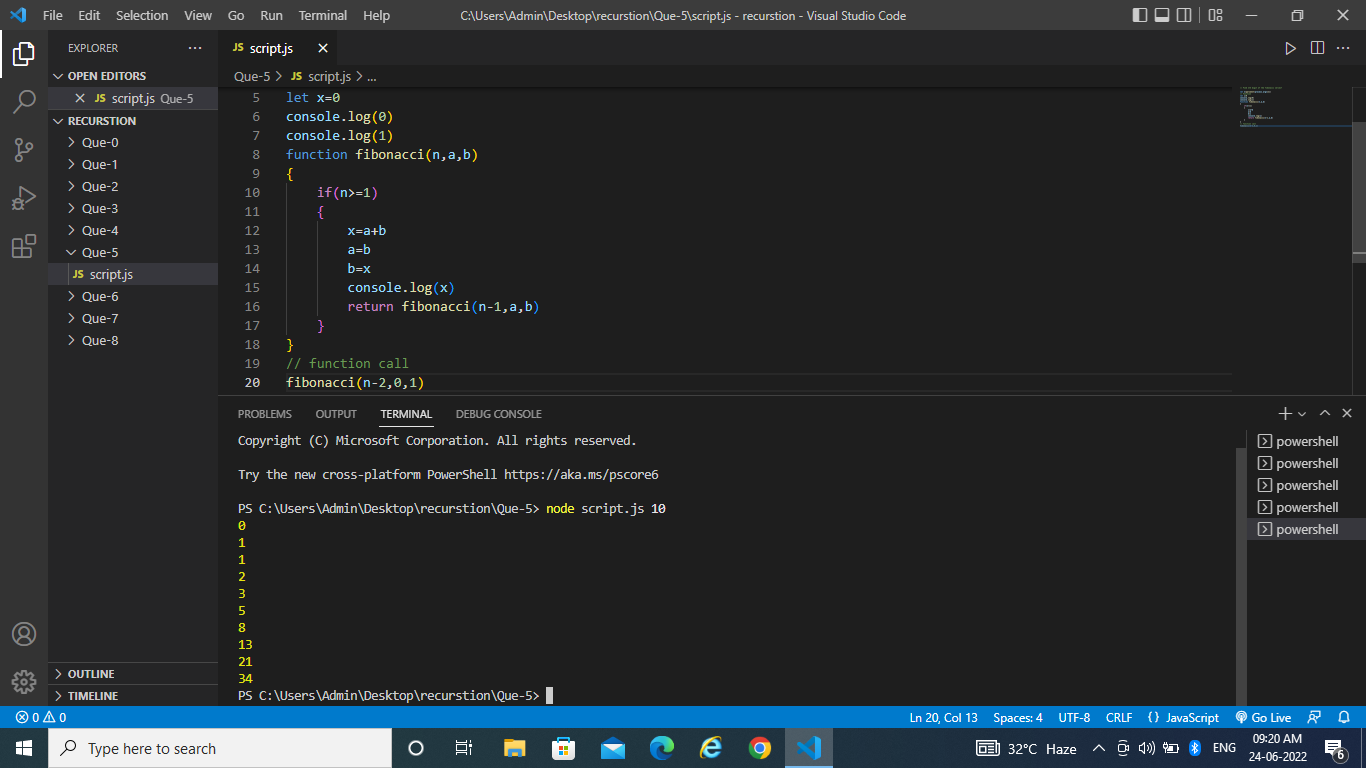 File Edit Selection View Go Run Terminal Help C:\Users\Admin\Desktop\recurstion\Que-5\script.js - recurstion - Visual Studio Code
EXPLORER
OPEN EDITORS
JS script.js Que-5
RECURSTION
Que-0
Que-1
Que-2
Que-3
Que-4
Que-5
JS script.js
Que-6
Que-7
Que-8
OUTLINE
TIMELINE
JS script.js
Que-5 > JS script.js > ...
5 let x=0
6 console.log(0)
7 console.log(1)
8 function fibonacci(n,a,b)
9 {
10 if(n>=1)
11 {
12 x=a+b
13 a=b
14 b=x
15 console.log(x)
16 return fibonacci(n-1,a,b)
17 }
18 }
19 // function call
20 fibonacci(n-2,0,1)
PROBLEMS OUTPUT TERMINAL DEBUG CONSOLE
Copyright (C) Microsoft Corporation. All rights reserved.
Try the new cross-platform PowerShell https://aka.ms/pscore6
PS C:\Users\Admin\Desktop\recurstion\Que-5> node script.js 10
0
1
1
2
3
5
8
13
21
34
PS C:\Users\Admin\Desktop\recurstion\Que-5>
powershell
powershell
powershell
powershell
powershell
0 0 Ln 20, Col 13 Spaces: 4 UTF-8 CRLF {} JavaScript Go Live
Type here to search 32°C Haze ENG 09:20 AM
24-06-2022 6